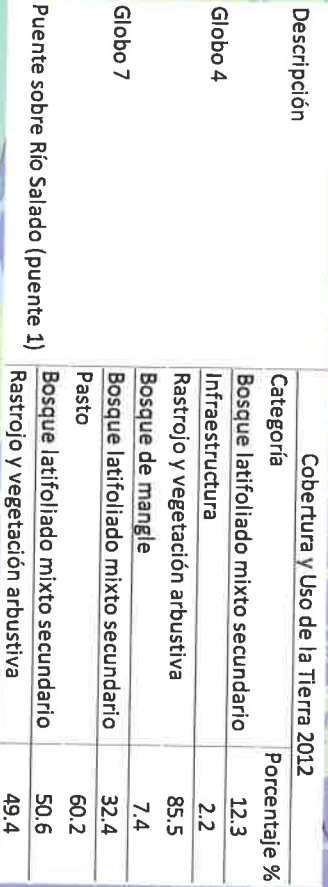 Cobertura y Uso de la Tierra 2012
Descripción Categoría Porcentaje %
Globo 4 Bosque latifoliado mixto secundario 12.3
Infraestructura 2.2
Rastrojo y vegetación arbustiva 85.5
Globo 7 Bosque de mangle 7.4
Bosque latifoliado mixto secundario 32.4
Pasto 60.2
Puente sobre Río Salado (puente 1) Bosque latifoliado mixto secundario 50.6
Rastrojo y vegetación arbustiva 49.4